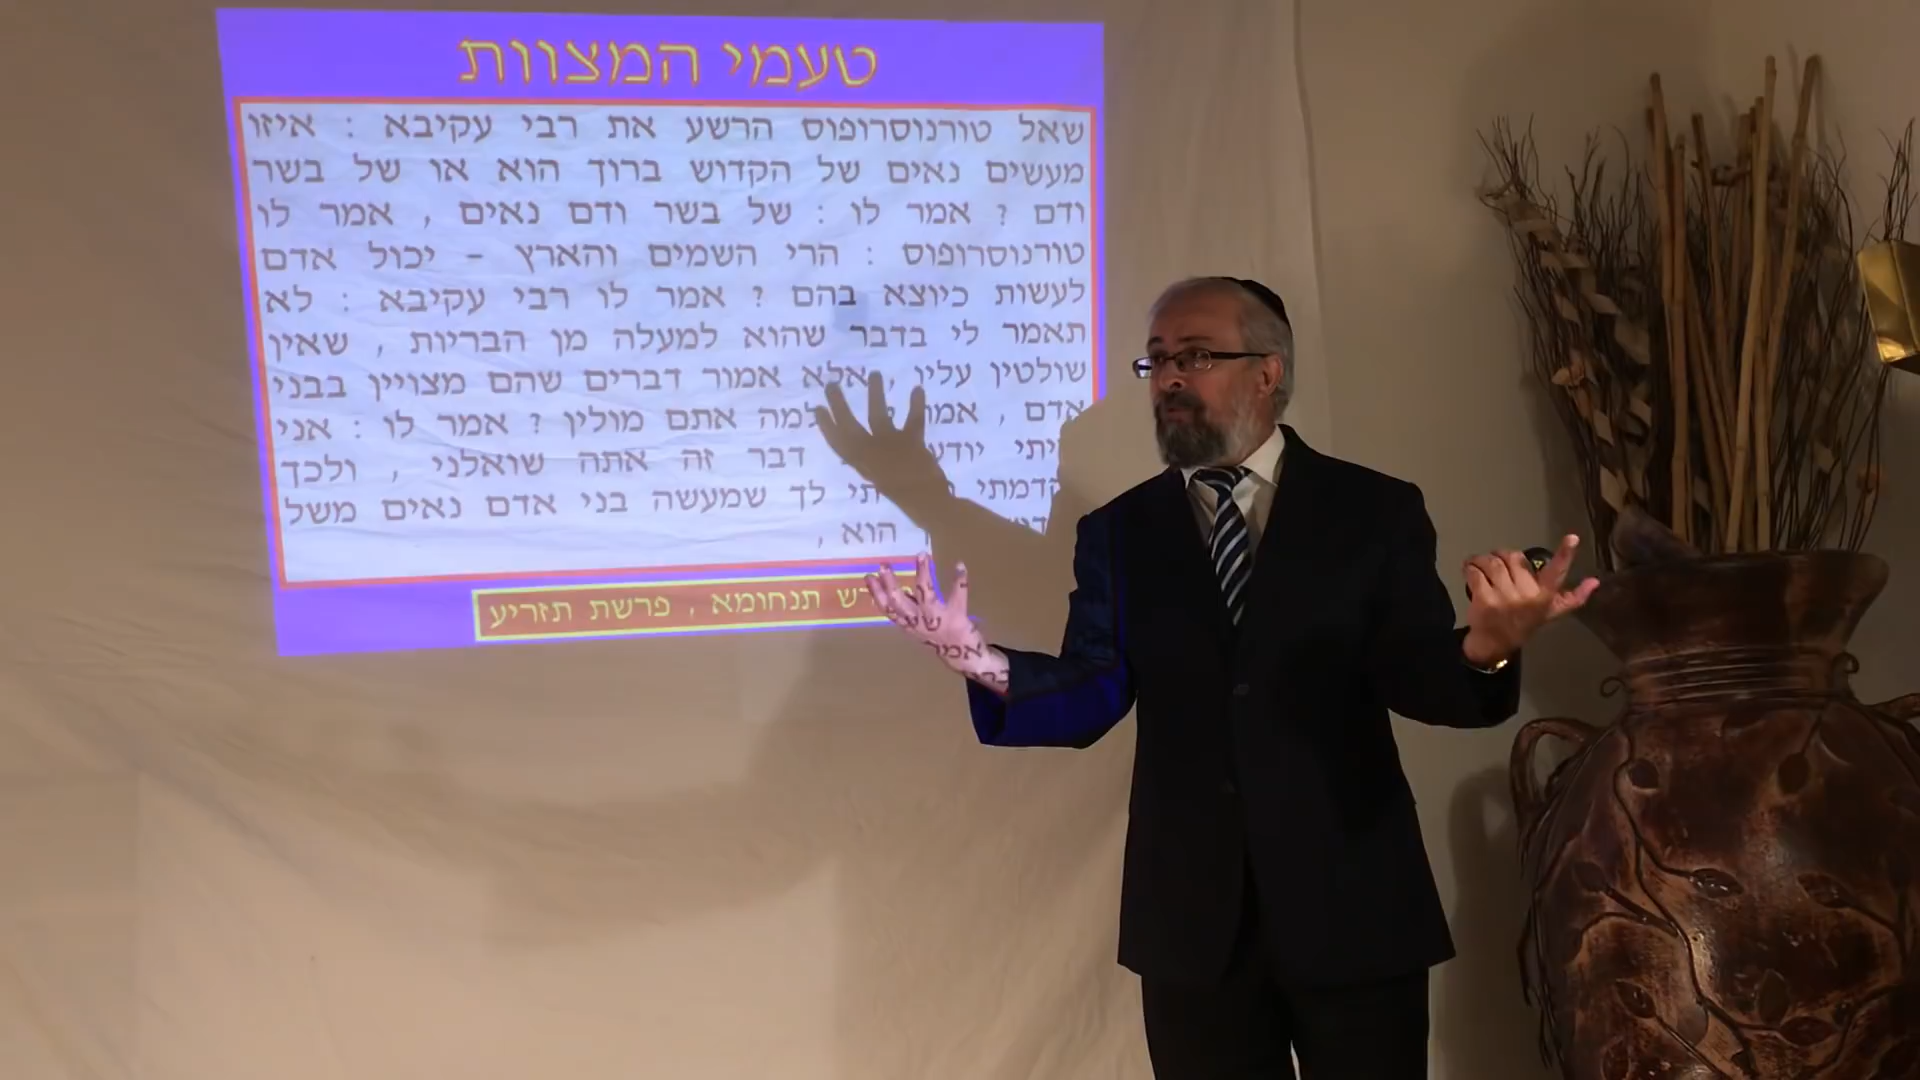 טעמי המצוות
שאל טורנוסרופוס הרשע את רבי עקיבא : איזו
מעשים נאים של הקדוש ברוך הוא או של בשר
ודם ? אמר לו : של בשר ודם נאים , אמר לו
טורנוסרופוס : הרי השמים והארץ - יכול אדם
לעשות כיוצא בהם ? אמר לו רבי עקיבא : לא
תאמר לי בדבר שהוא למעלה מן הבריות , שאין
שולטין עליו , אלא אמור דברים שהם מצויין בבני
אדם , אמר למה אתם מולין ? אמר לו : אני
דבר זה אתה שואלני , ולכך
לך שמעשה בני אדם נאים משל
הוא ,
תנחומא , פרשת תזריע
אמר